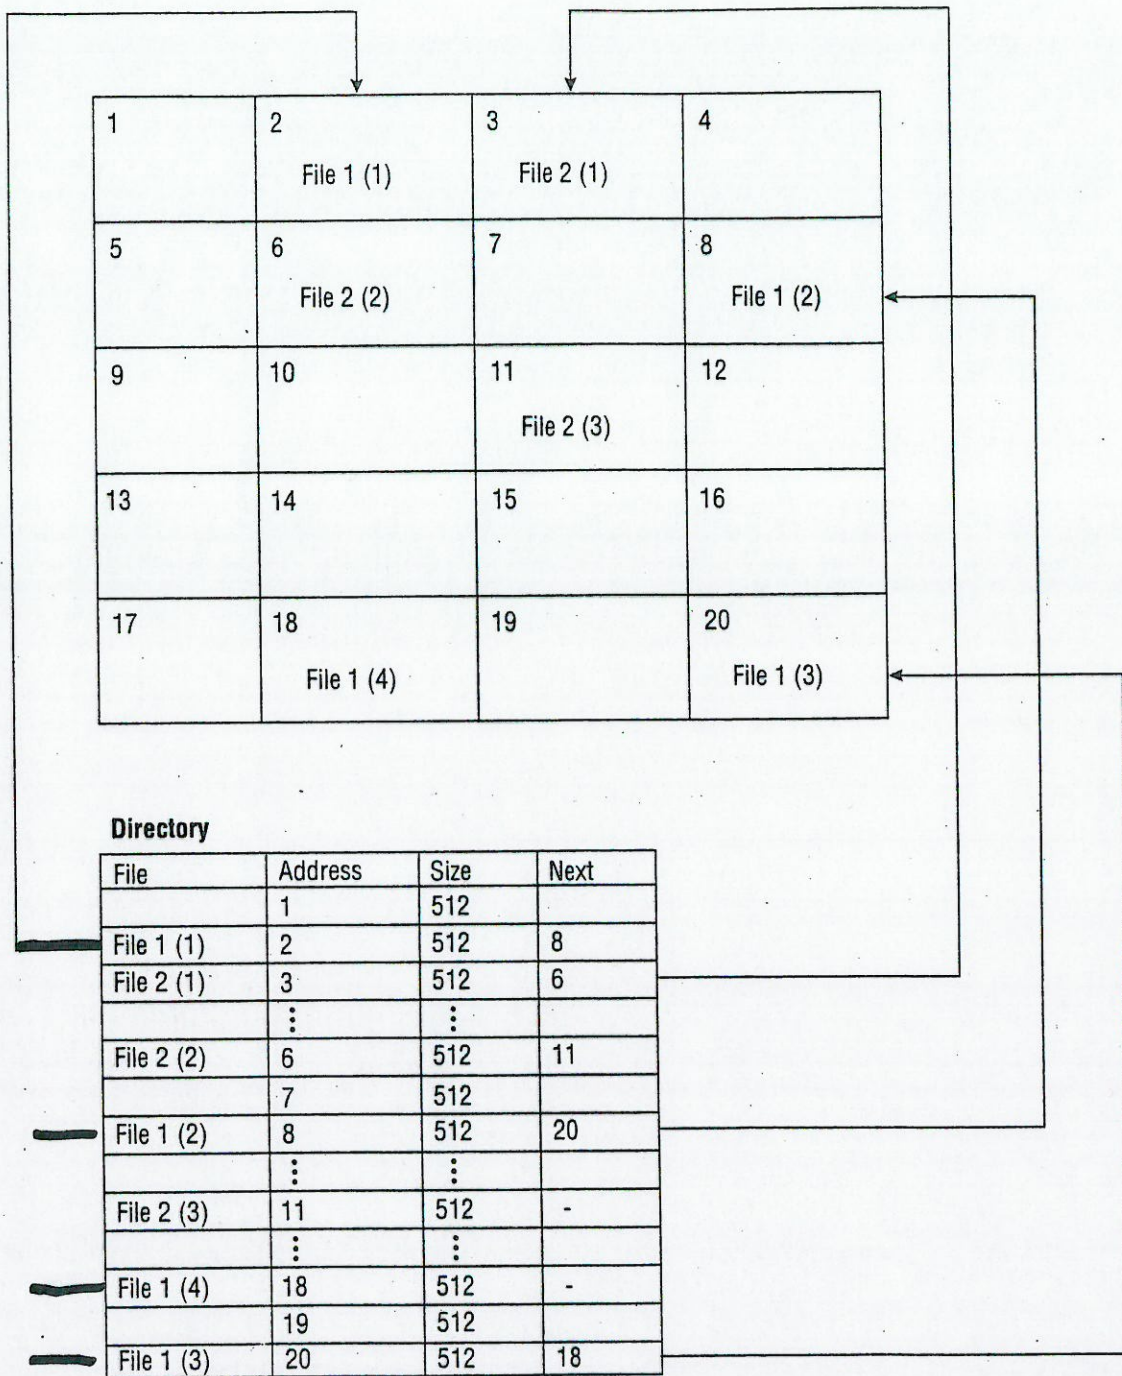 1 2 3 4
File 1 (1) File 2 (1)
5 6 7 8
File 2 (2) File 1 (2)
9 10 11 12
File 2 (3)
13 14 15 16
17 18 19 20
File 1 (4) File 1 (3)
Directory
File Address Size Next
1 512
File 1 (1) 2 512 8
File 2 (1) 3 512 6
⋮ ⋮
File 2 (2) 6 512 11
7 512
File 1 (2) 8 512 20
⋮ ⋮
File 2 (3) 11 512 -
⋮ ⋮
File 1 (4) 18 512 -
19 512
File 1 (3) 20 512 18